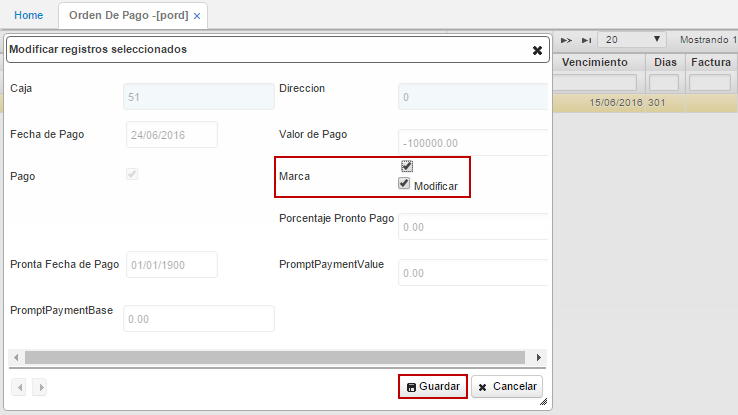 Home
Orden De Pago -[pord] ×
Modificar registros seleccionados
20
Mostrando 1
Vencimiento Dias Factura
15/06/2016 301
Caja 51
Direccion 0
Fecha de Pago 24/06/2016
Valor de Pago -100000.00
Pago
Marca
Modificar
Porcentaje Pronto Pago 0.00
Pronta Fecha de Pago 01/01/1900
PromptPaymentValue 0.00
PromptPaymentBase 0.00
Guardar
Cancelar